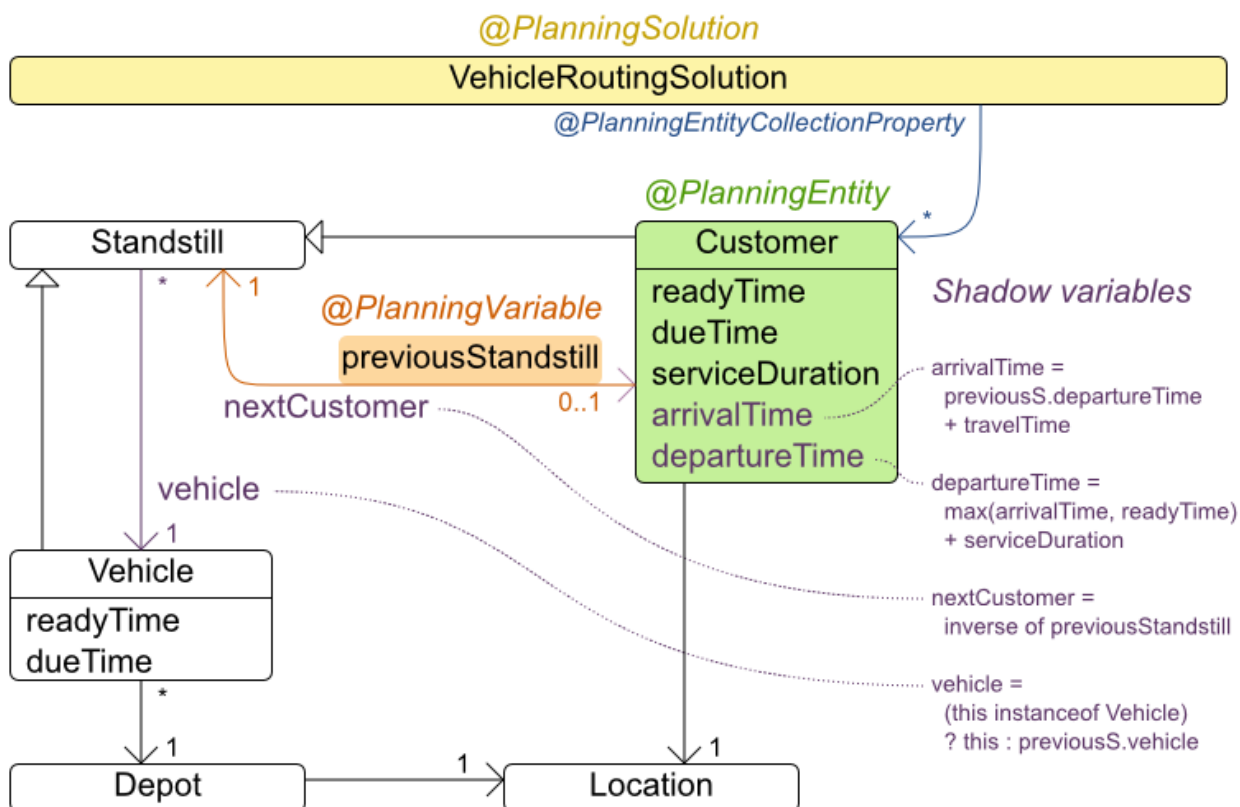 @PlanningSolution
VehicleRoutingSolution
@PlanningEntityCollectionProperty
@PlanningEntity
*
Standstill
Customer
*
1
@PlanningVariable
previousStandstill
0..1
nextCustomer
readyTime
dueTime
serviceDuration
arrivalTime
departureTime
Shadow variables
arrivalTime =
previousS.departureTime
+ travelTime
departureTime =
max(arrivalTime, readyTime)
+ serviceDuration
nextCustomer =
inverse of previousStandstill
vehicle =
(this instanceof Vehicle)
? this : previousS.vehicle
vehicle
1
Vehicle
readyTime
dueTime
*
1
Depot
1
Location
1